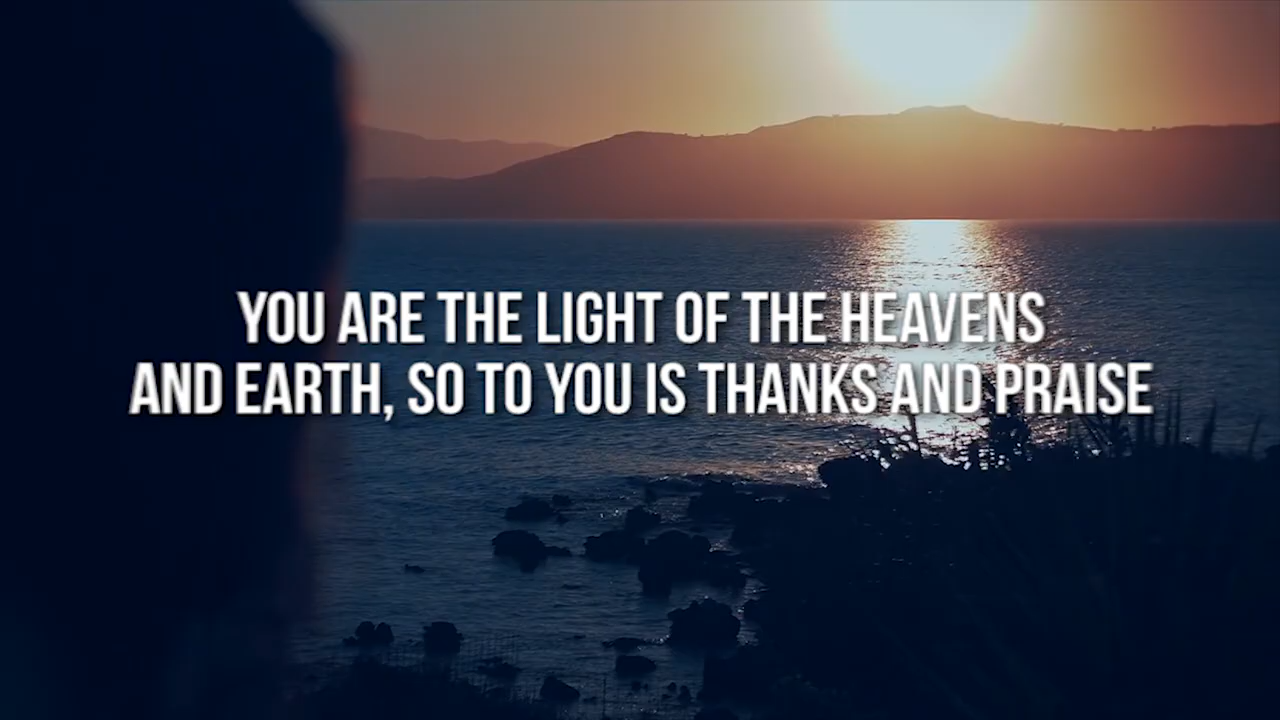 YOU ARE THE LIGHT OF THE HEAVENS
AND EARTH, SO TO YOU IS THANKS AND PRAISE